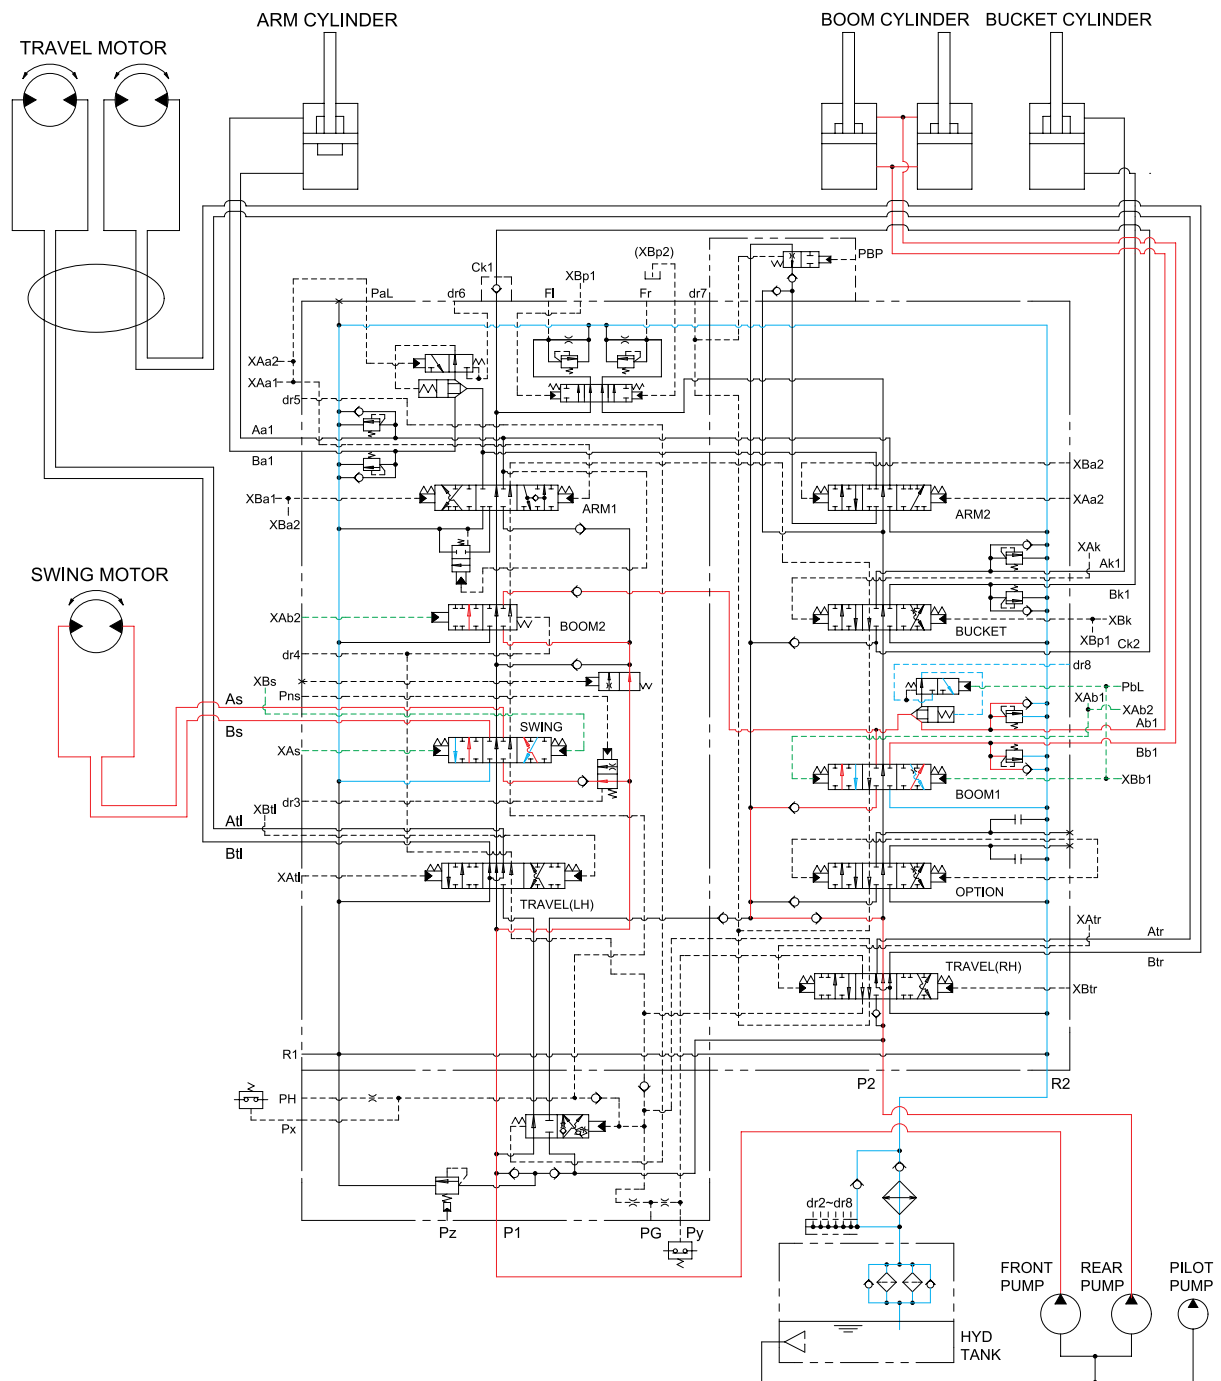 ARM CYLINDER
BOOM CYLINDER
BUCKET CYLINDER
TRAVEL MOTOR
(XBp2)
PBP
Ck1
XBp1
dr6
Fl
Fr
dr7
PaL
XAa2
XAa1
dr5
Aa1
Ba1
XBa2
XBa1
XAa2
ARM1
ARM2
XBa2
XAk
Ak1
SWING MOTOR
Bk1
XAb2
BOOM2
BUCKET
XBk
XBp1
Ck2
dr4
dr8
XBs
Pns
PbL
XAb1
XAb2
As
Bs
SWING
Ab1
XAs
Bb1
XBb1
BOOM1
dr3
XBtl
Atl
Btl
XAtl
OPTION
TRAVEL(LH)
XAtr
Atr
Btr
TRAVEL(RH)
XBtr
R1
P2
R2
PH
Px
dr2~dr8
Pz
P1
PG
Py
FRONT
PUMP
REAR
PUMP
PILOT
PUMP
HYD
TANK